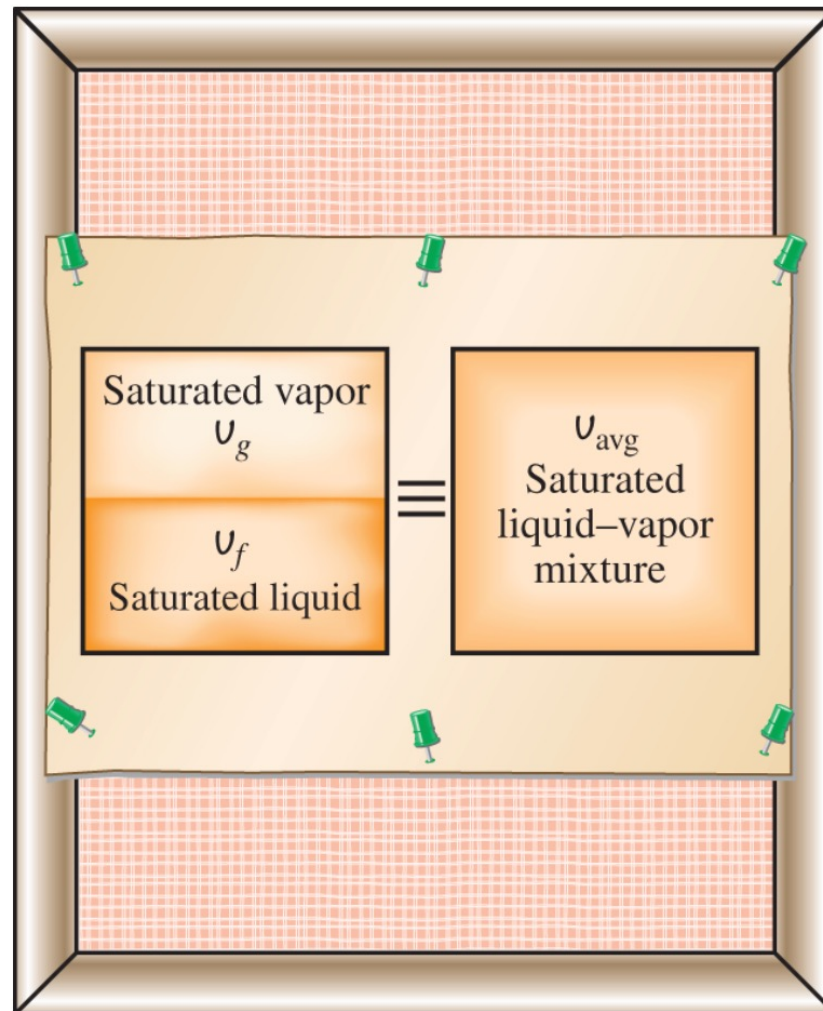 Saturated vapor
υg
υf
Saturated liquid
≡
υavg
Saturated
liquid–vapor
mixture